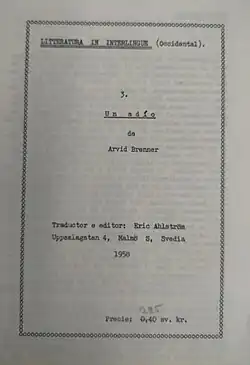 LITTERATURA IN INTERLINGUE (Occidental).
3.
Un adío
de
Arvid Brenner
Traductor e editor: Eric Ahlström
Uppsalagatan 4, Malmö S, Svedia
1958
Precie: 0,40 sv. kr.